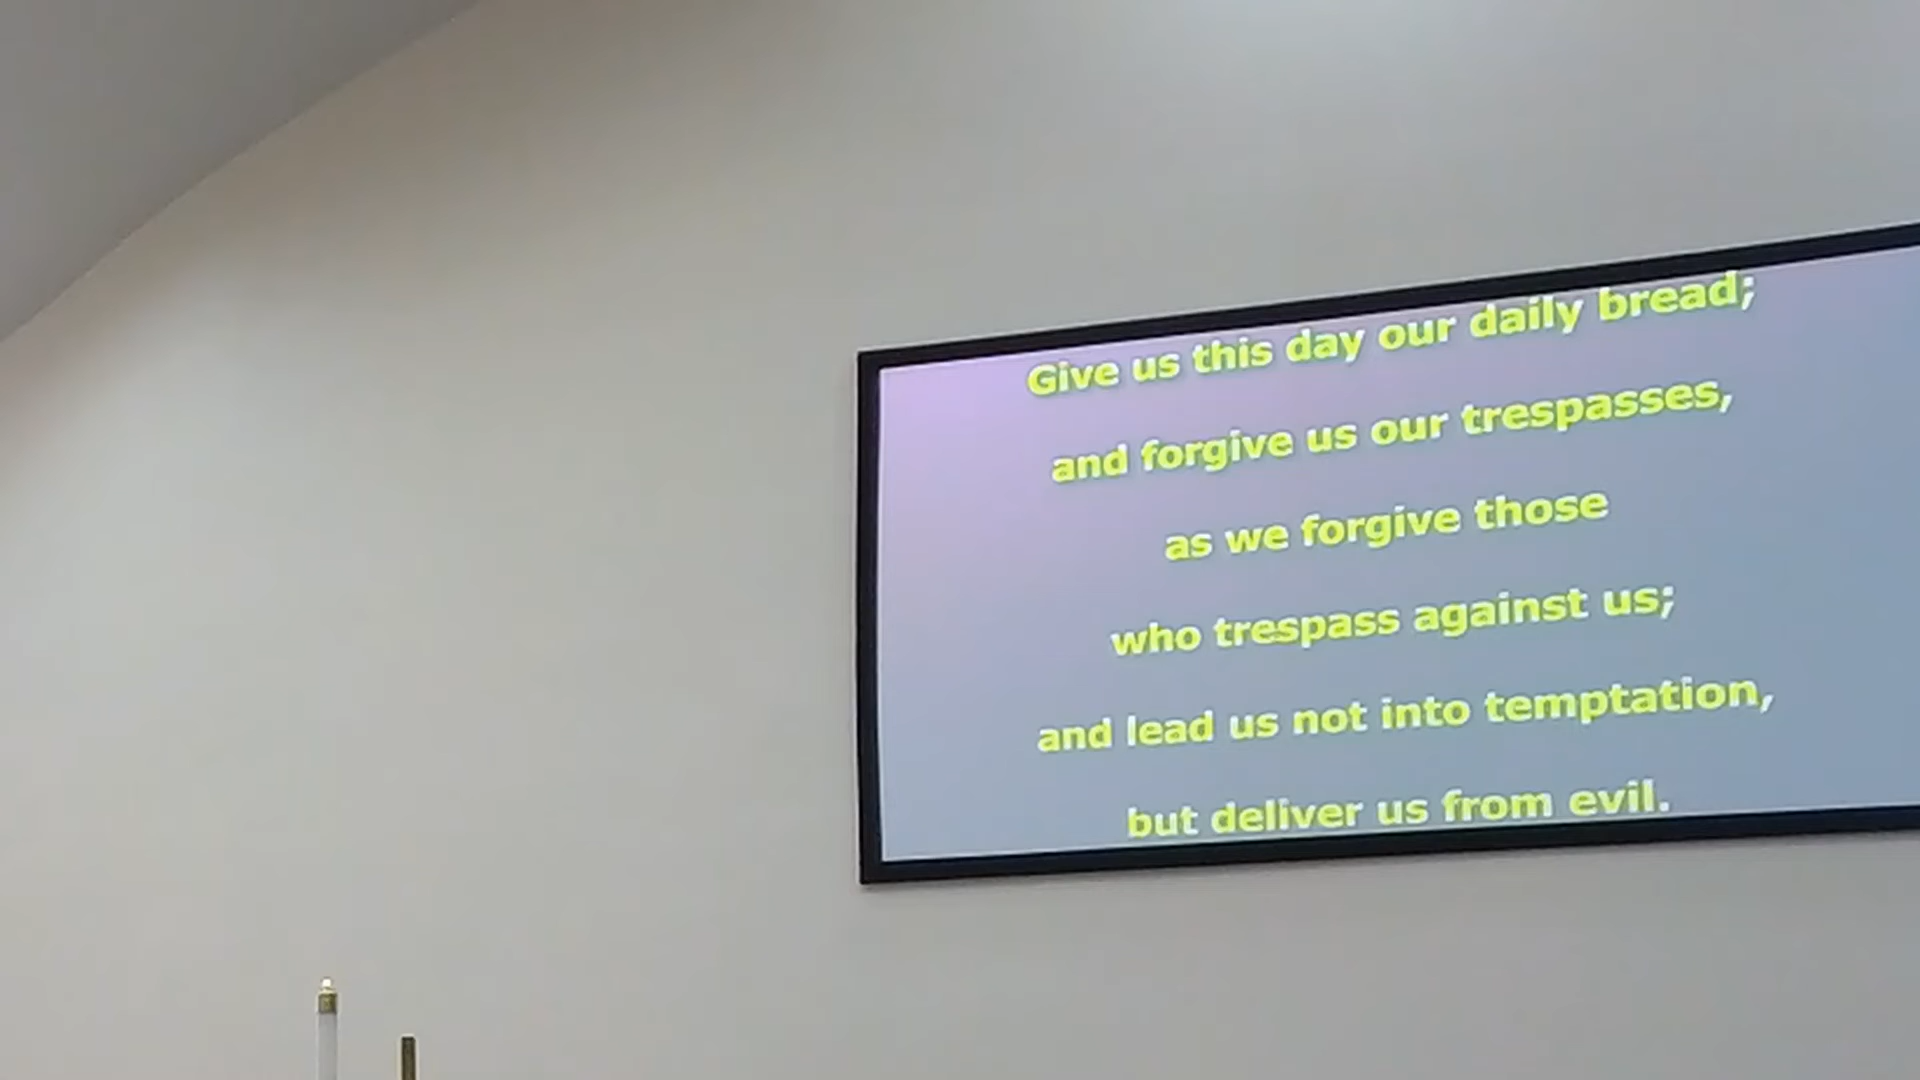 Give us this day our daily bread;
and forgive us our trespasses,
as we forgive those
who trespass against us;
and lead us not into temptation,
but deliver us from evil.